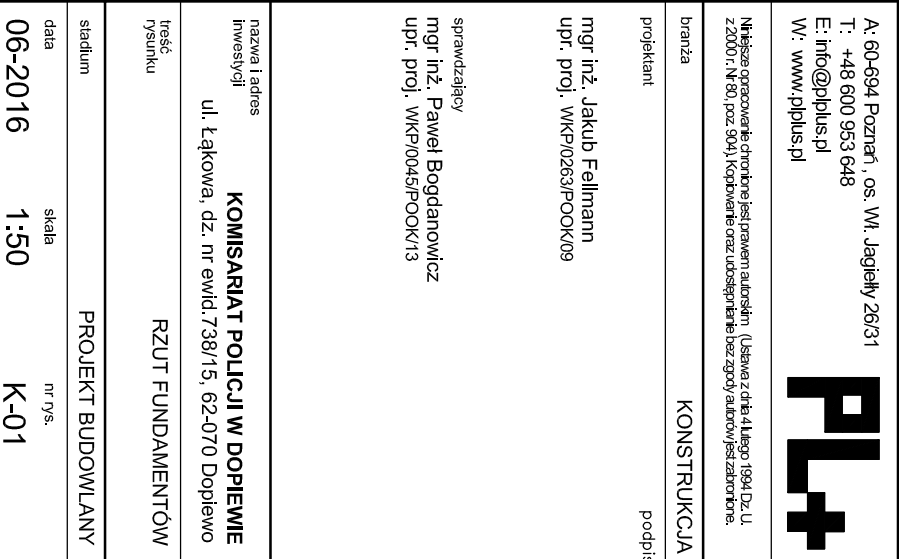 A: 60-694 Poznań, os. Wł. Jagiełły 26/31
T: +48 600 953 648
E: info@plplus.pl
W: www.plplus.pl
PL+
Niniejsze opracowanie chronione jest prawem autorskim (Ustawa z dnia 4 lutego 1994 Dz. U.
z 2000 r. Nr 80, poz. 904). Kopiowanie oraz udostępnianie bez zgody autorów jest zabronione.
branża
KONSTRUKCJA
projektant
podpis
mgr inż. Jakub Fellmann
upr. proj. WKP/0263/POOK/09
sprawdzający
mgr inż. Paweł Bogdanowicz
upr. proj. WKP/0045/POOK/13
nazwa i adres
inwestycji
KOMISARIAT POLICJI W DOPIEWIE
ul. Łąkowa, dz. nr ewid.738/15, 62-070 Dopiewo
treść
rysunku
RZUT FUNDAMENTÓW
stadium
PROJEKT BUDOWLANY
data
skala
nr rys.
06-2016
1:50
K-01